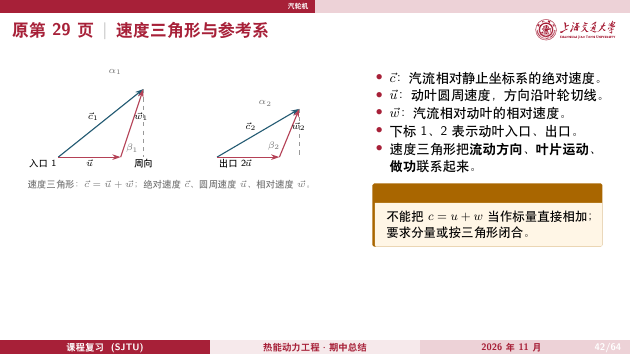 汽轮机
原第 29 页 | 速度三角形与参考系
上海交通大学
α₁
c⃗₁
w⃗₁
β₁
入口 1
u⃗
周向
α₂
c⃗₂
w⃗₂
β₂
出口 2
u⃗
速度三角形：c⃗ = u⃗ + w⃗；绝对速度 c⃗、圆周速度 u⃗、相对速度 w⃗。
• c⃗：汽流相对静止坐标系的绝对速度。
• u⃗：动叶圆周速度，方向沿叶轮切线。
• w⃗：汽流相对动叶的相对速度。
• 下标 1、2 表示动叶入口、出口。
• 速度三角形把流动方向、叶片运动、
做功联系起来。
不能把 c = u + w 当作标量直接相加；
要求分量或按三角形闭合。
课程复习（SJTU）
热能动力工程 · 期中总结
2026 年 11 月
42/64